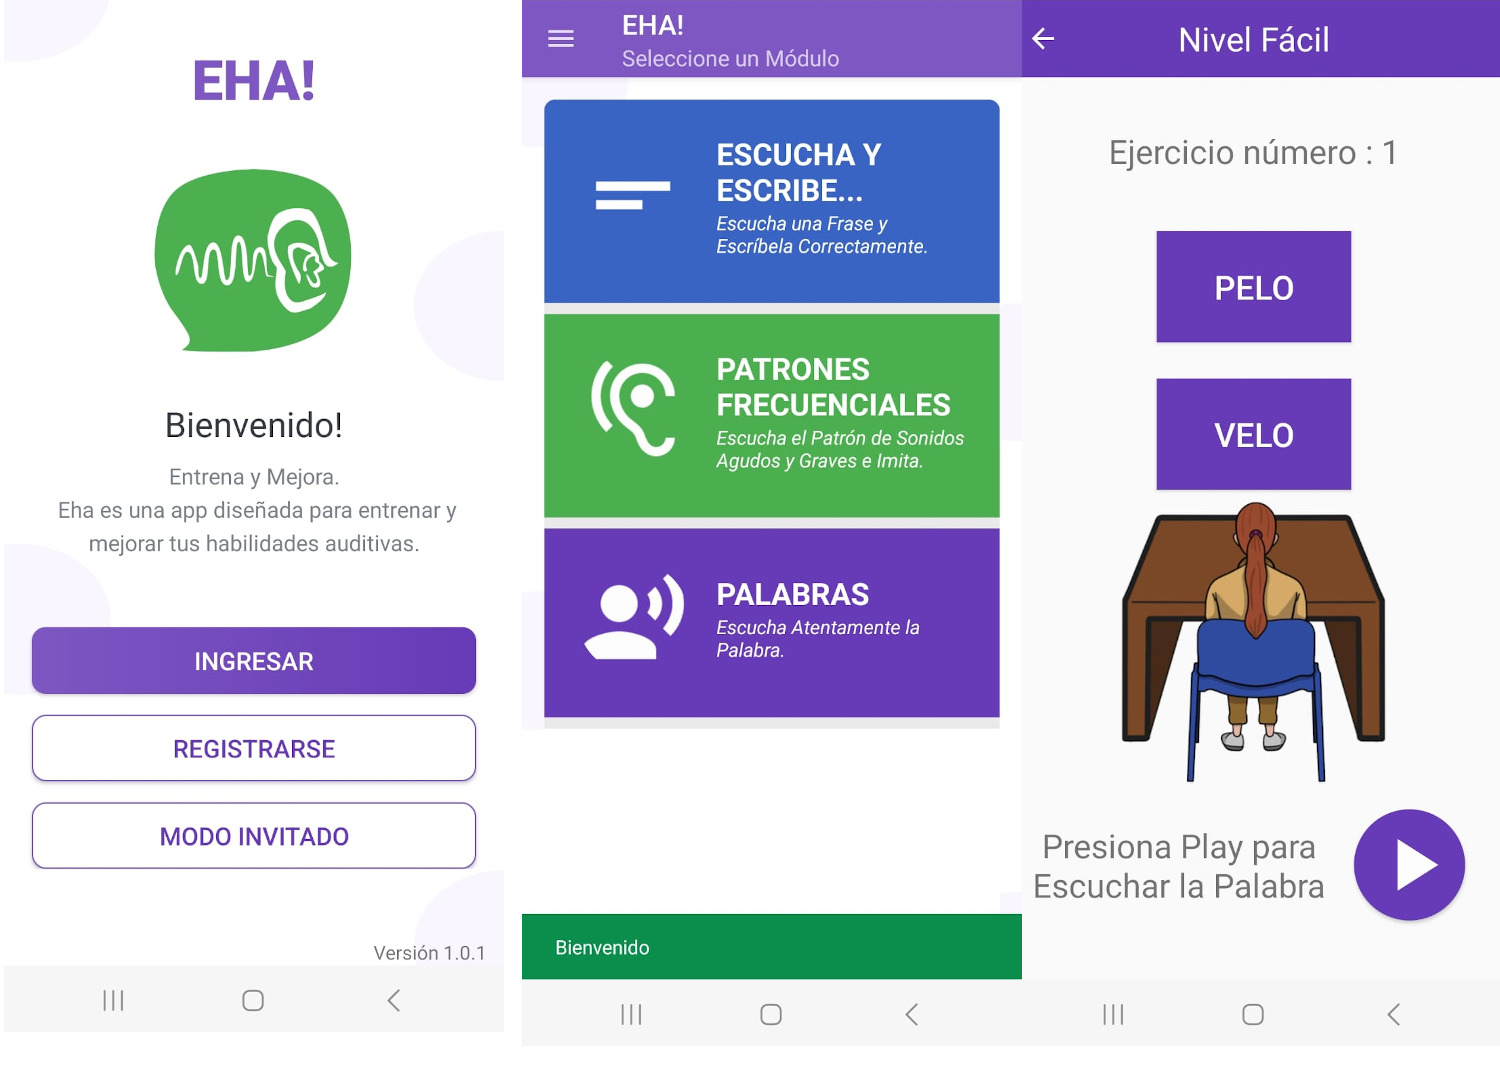 EHA!
Bienvenido!
Entrena y Mejora.
Eha es una app diseñada para entrenar y
mejorar tus habilidades auditivas.
INGRESAR
REGISTRARSE
MODO INVITADO
Versión 1.0.1
EHA!
Seleccione un Módulo
ESCUCHA Y
ESCRIBE...
Escucha una Frase y
Escríbela Correctamente.
PATRONES
FRECUENCIALES
Escucha el Patrón de Sonidos
Agudos y Graves e Imita.
PALABRAS
Escucha Atentamente la
Palabra.
Bienvenido
Nivel Fácil
Ejercicio número : 1
PELO
VELO
Presiona Play para
Escuchar la Palabra